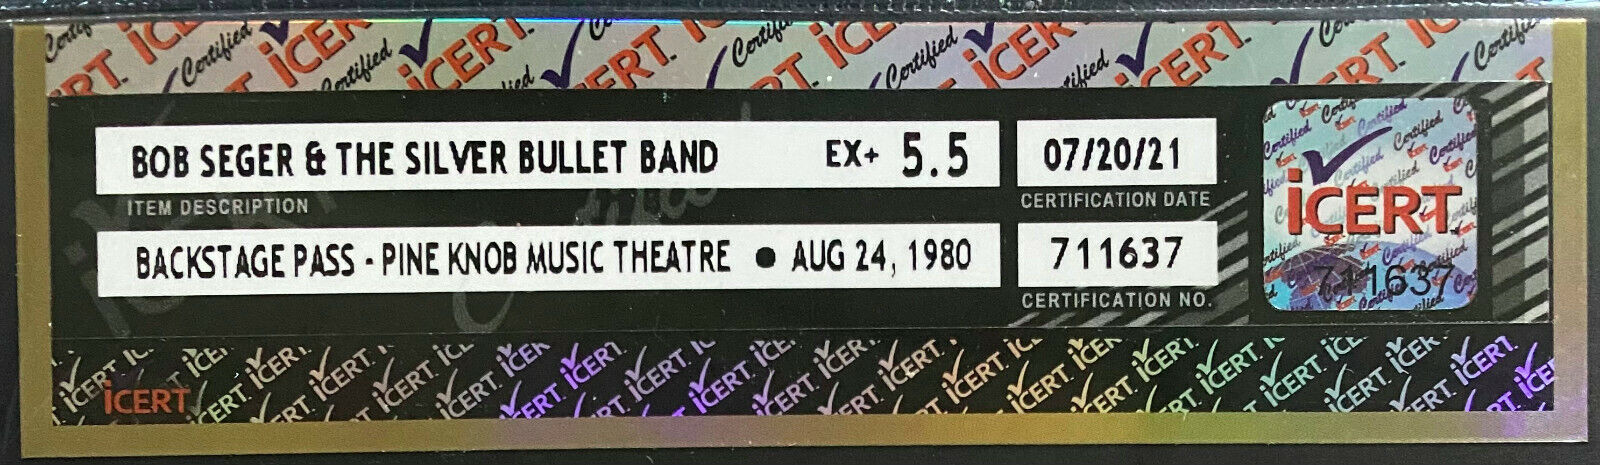 BOB SEGER & THE SILVER BULLET BAND EX+ 5.5 07/20/21
ITEM DESCRIPTION CERTIFICATION DATE
iCERT
BACKSTAGE PASS - PINE KNOB MUSIC THEATRE ● AUG 24, 1980 711637
711637
CERTIFICATION NO.
iCERT